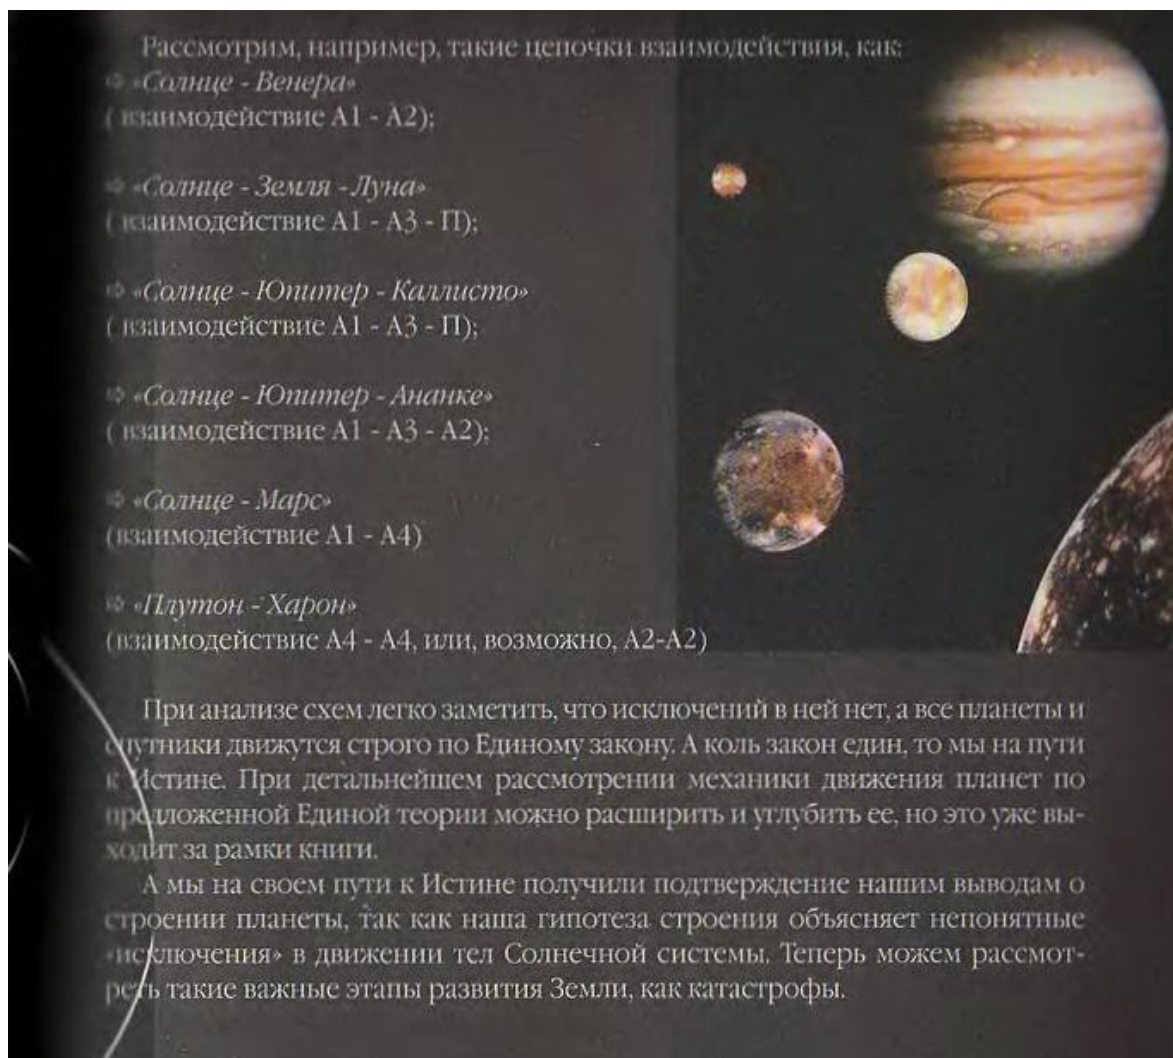 Рассмотрим, например, такие цепочки взаимодействия, как:
⇨ «Солнце - Венера»
( взаимодействие А1 - А2);
⇨ «Солнце - Земля - Луна»
( взаимодействие А1 - А3 - П);
⇨ «Солнце - Юпитер - Каллисто»
( взаимодействие А1 - А3 - П);
⇨ «Солнце - Юпитер - Ананке»
( взаимодействие А1 - А3 - А2);
⇨ «Солнце - Марс»
(взаимодействие А1 - А4)
⇨ «Плутон - Харон»
(взаимодействие А4 - А4, или, возможно, А2-А2)
При анализе схем легко заметить, что исключений в ней нет, а все планеты и
спутники движутся строго по Единому закону. А коль закон един, то мы на пути
к Истине. При детальнейшем рассмотрении механики движения планет по
предложенной Единой теории можно расширить и углубить ее, но это уже вы-
ходит за рамки книги.
А мы на своем пути к Истине получили подтверждение нашим выводам о
строении планеты, так как наша гипотеза строения объясняет непонятные
«исключения» в движении тел Солнечной системы. Теперь можем рассмот-
реть такие важные этапы развития Земли, как катастрофы.